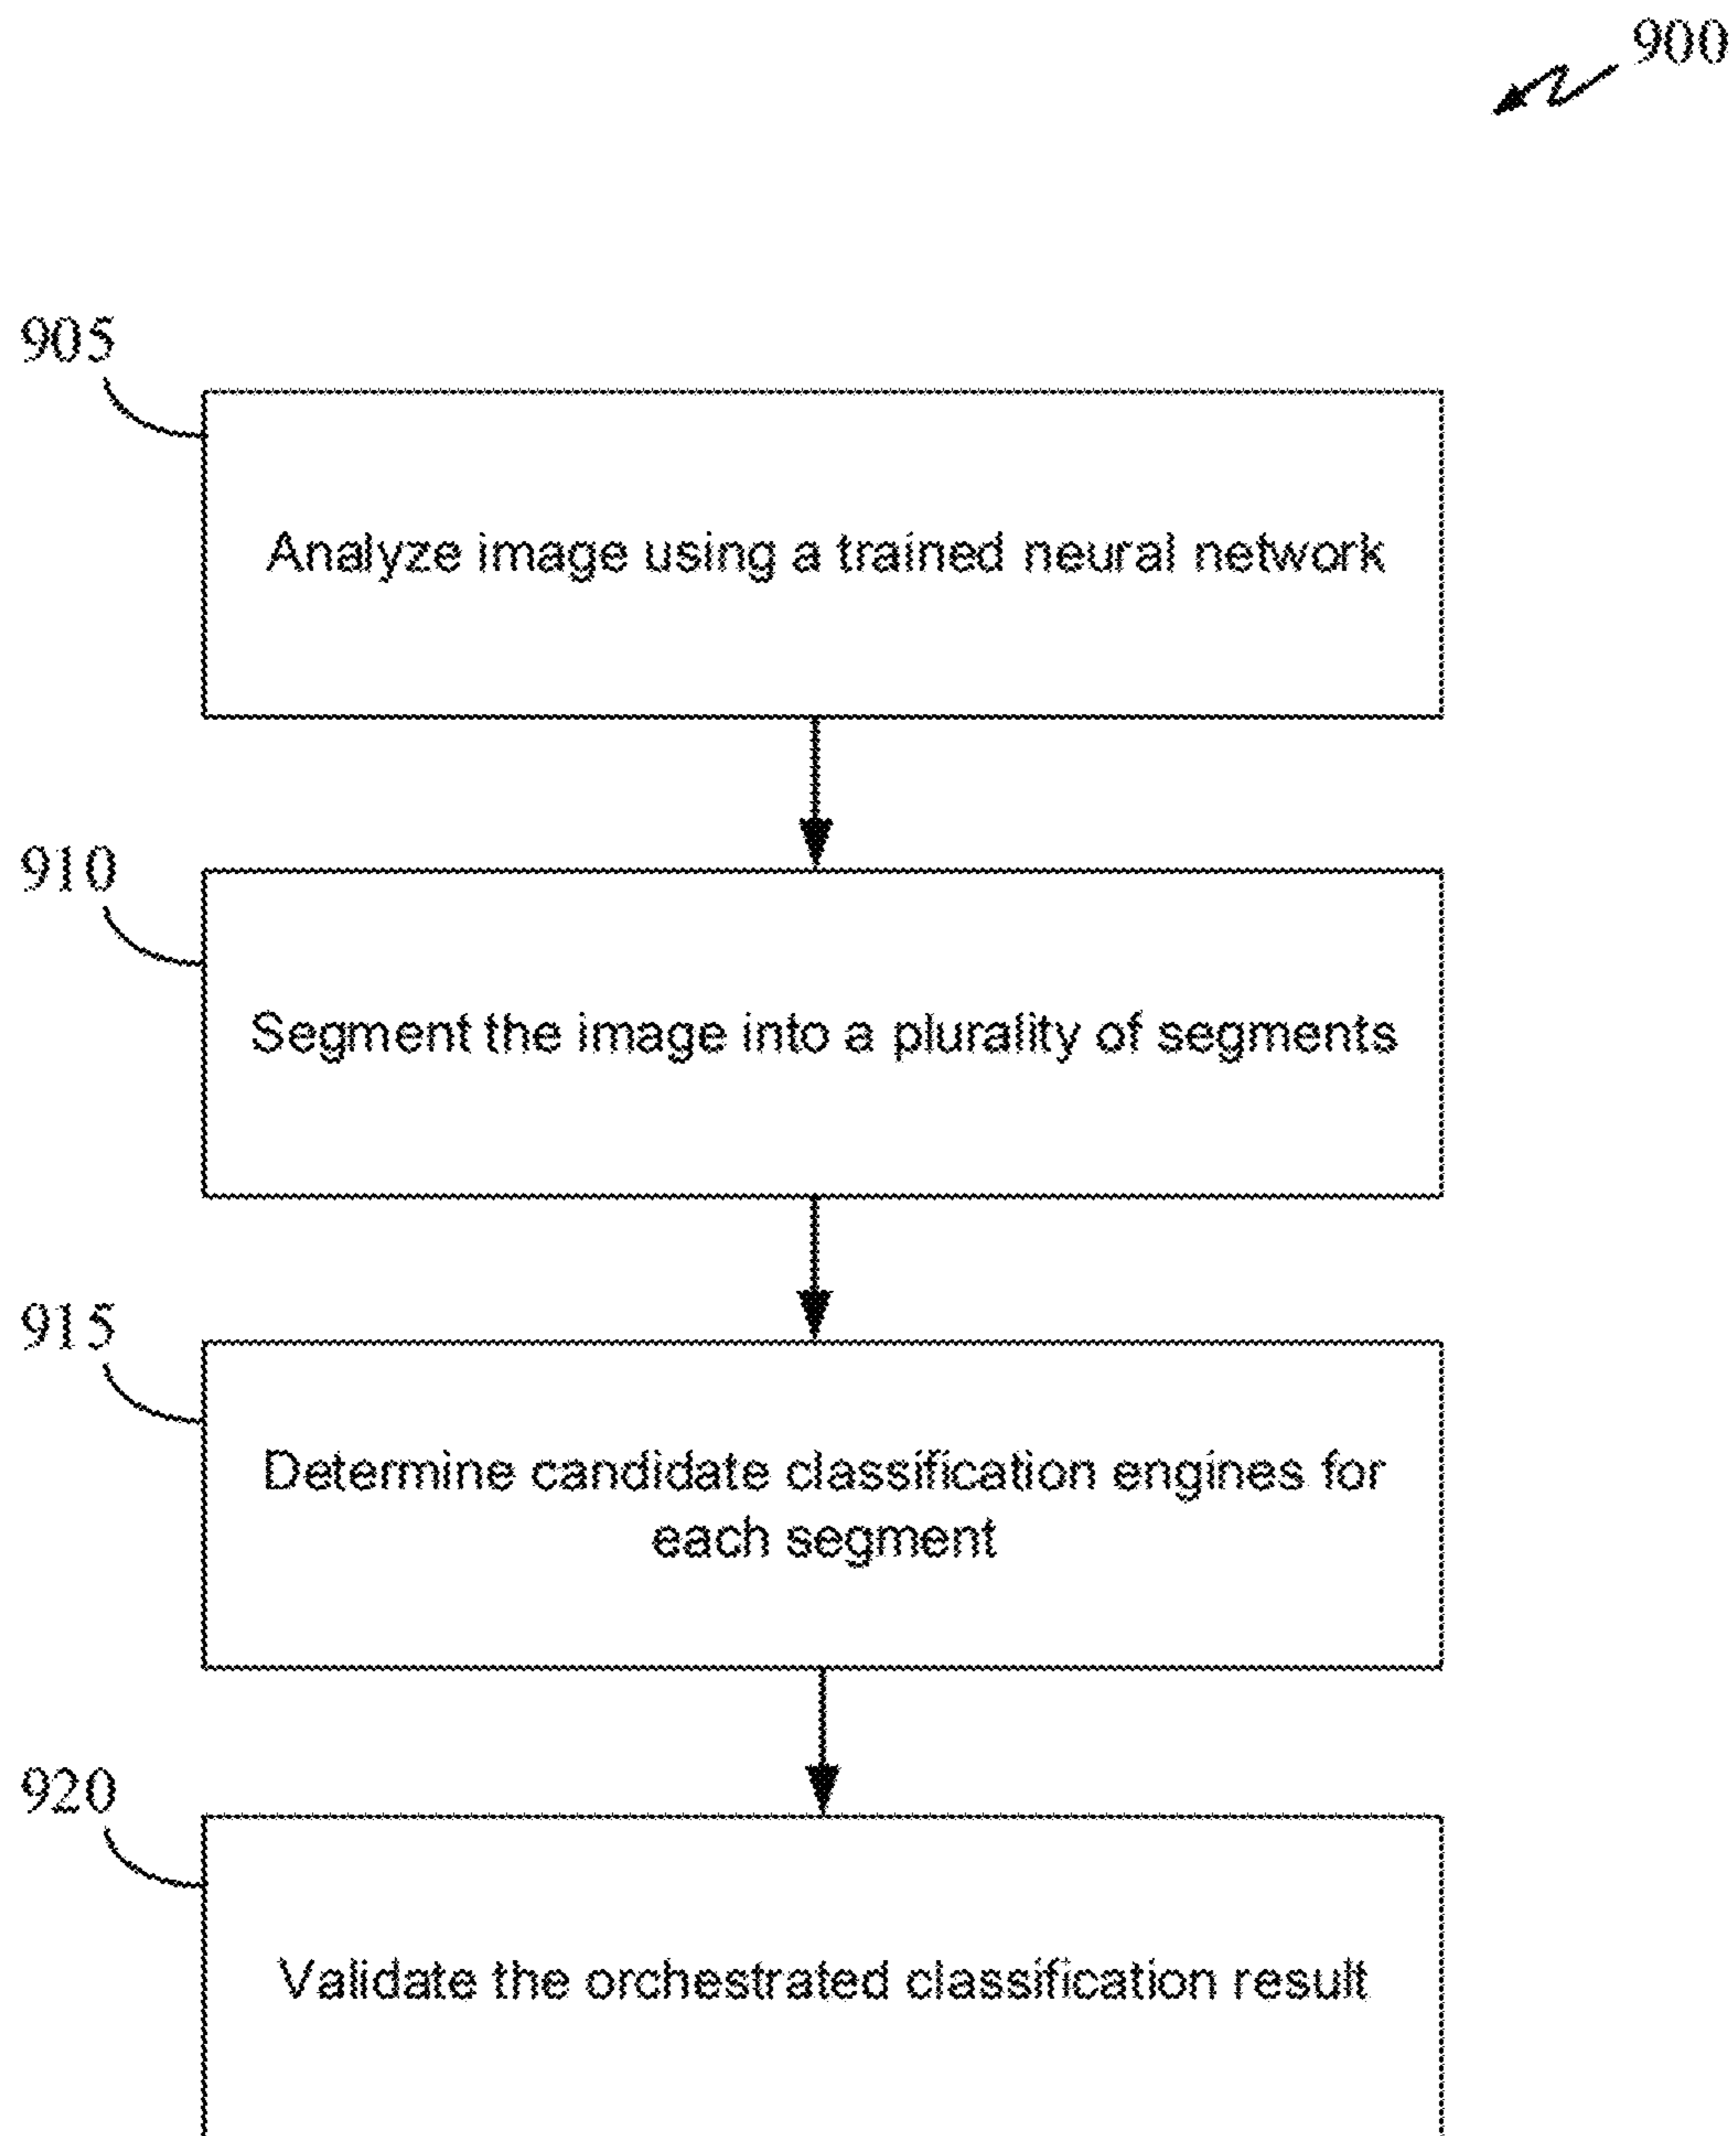 900
905
Analyze image using a trained neural network
910
Segment the image into a plurality of segments
915
Determine candidate classification engines for
each segment
920
Validate the orchestrated classification result